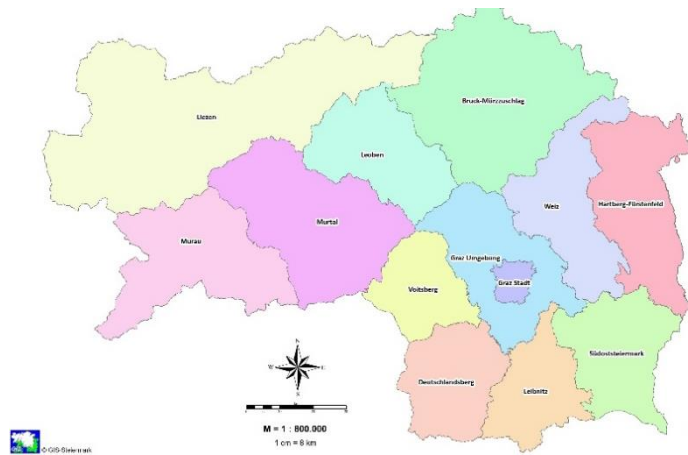 Bruck-Mürzzuschlag
Liezen
Leoben
Hartberg-Fürstenfeld
Weiz
Murtal
Murau
Graz Umgebung
Graz Stadt
Voitsberg
Südoststeiermark
Deutschlandsberg
Leibnitz
N
W
E
S
M = 1 : 800.000
1 cm = 8 km
© GIS-Steiermark